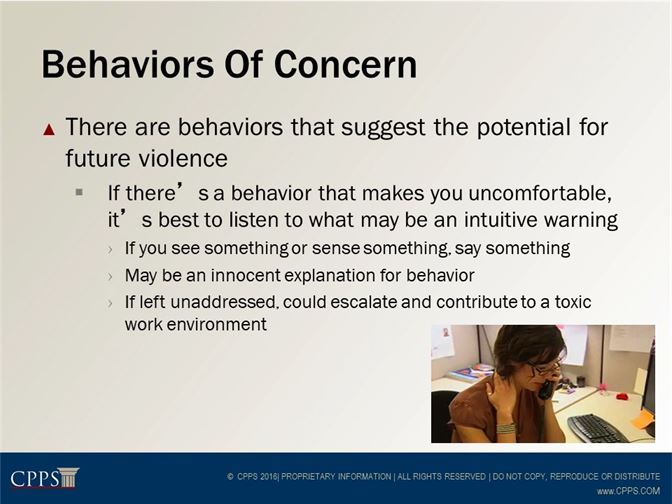 Behaviors Of Concern
▲ There are behaviors that suggest the potential for
future violence
▪ If there’ s a behavior that makes you uncomfortable,
it’ s best to listen to what may be an intuitive warning
› If you see something or sense something, say something
› May be an innocent explanation for behavior
› If left unaddressed, could escalate and contribute to a toxic
work environment
CPPS
© CPPS 2016| PROPRIETARY INFORMATION | ALL RIGHTS RESERVED | DO NOT COPY, REPRODUCE OR DISTRIBUTE
www.CPPS.COM